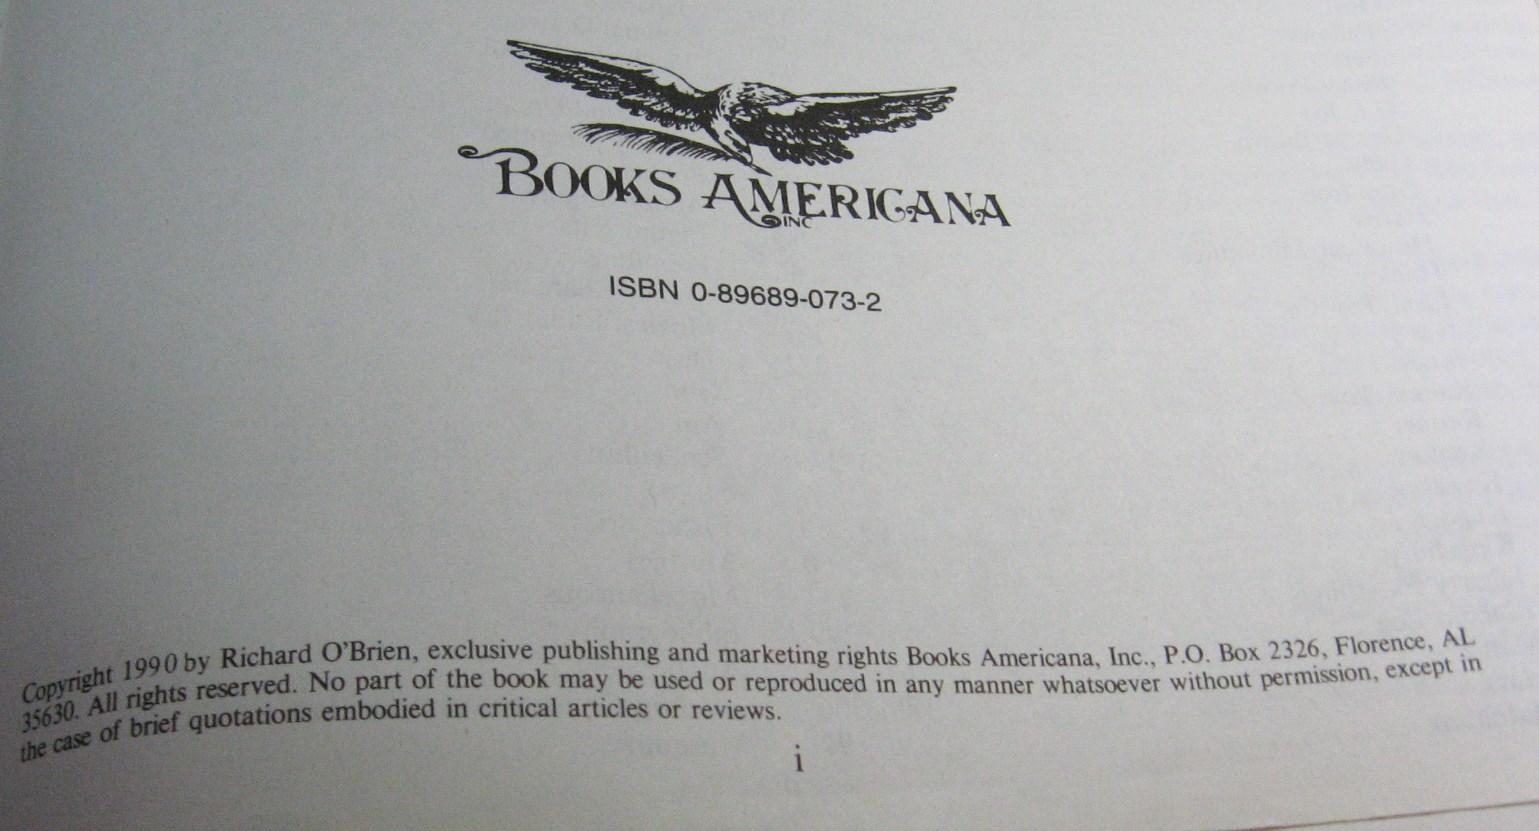 BOOKS AMERICANA
INC
ISBN 0-89689-073-2
Copyright 1990 by Richard O'Brien, exclusive publishing and marketing rights Books Americana, Inc., P.O. Box 2326, Florence, AL
35630. All rights reserved. No part of the book may be used or reproduced in any manner whatsoever without permission, except in
the case of brief quotations embodied in critical articles or reviews.
i